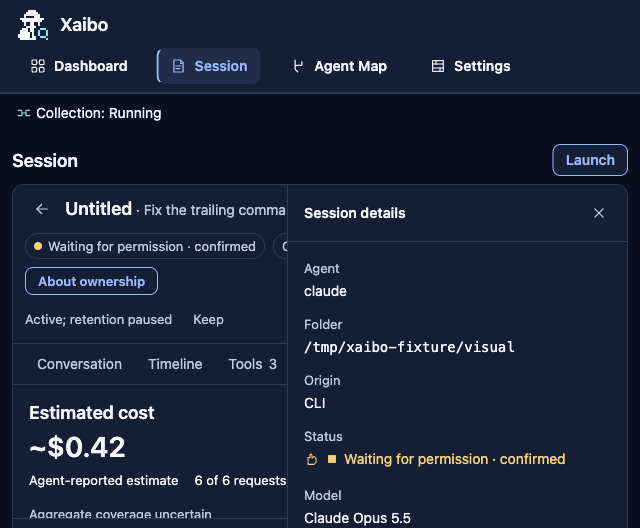 Xaibo
Dashboard
Session
Agent Map
Settings
Collection: Running
Session
Launch
Untitled · Fix the trailing comma
Waiting for permission · confirmed
About ownership
Active; retention paused Keep
Conversation Timeline Tools 3
Estimated cost
~$0.42
Agent-reported estimate 6 of 6 requests
Aggregate coverage uncertain
Session details
Agent
claude
Folder
/tmp/xaibo-fixture/visual
Origin
CLI
Status
Waiting for permission · confirmed
Model
Claude Opus 5.5